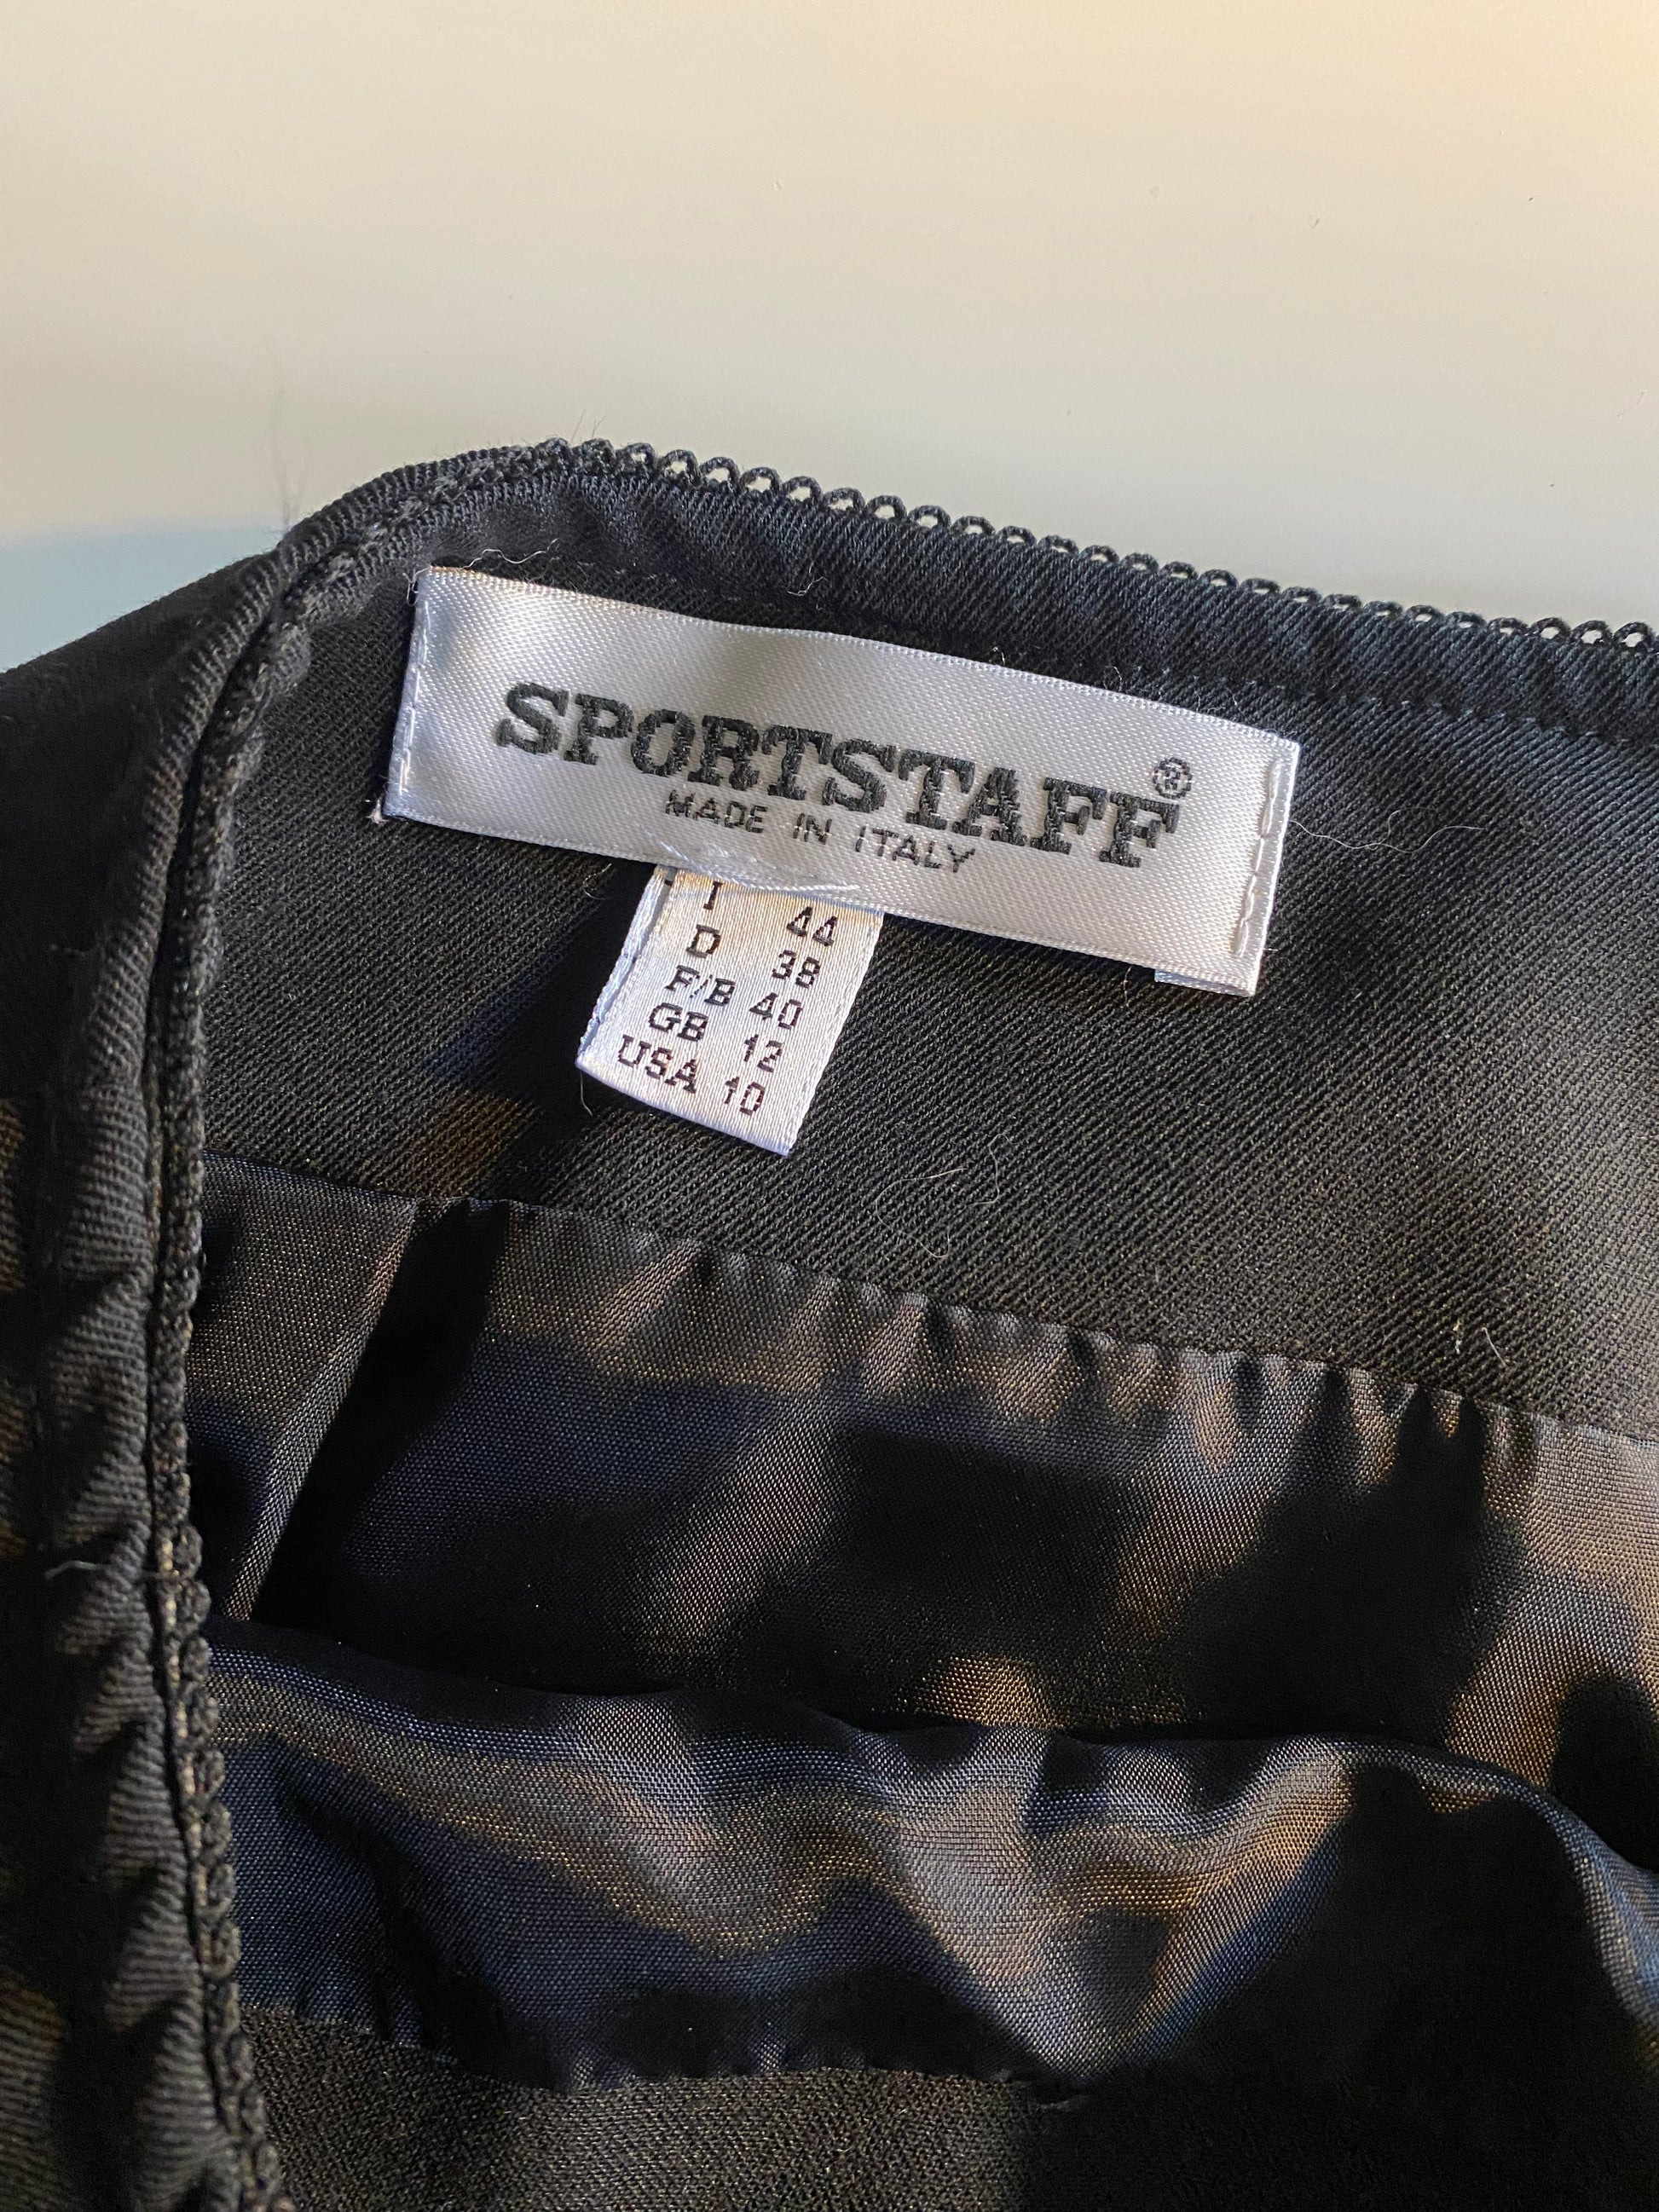 SPORTSTAFF®
MADE IN ITALY
I 44
D 38
F/B 40
GB 12
USA 10